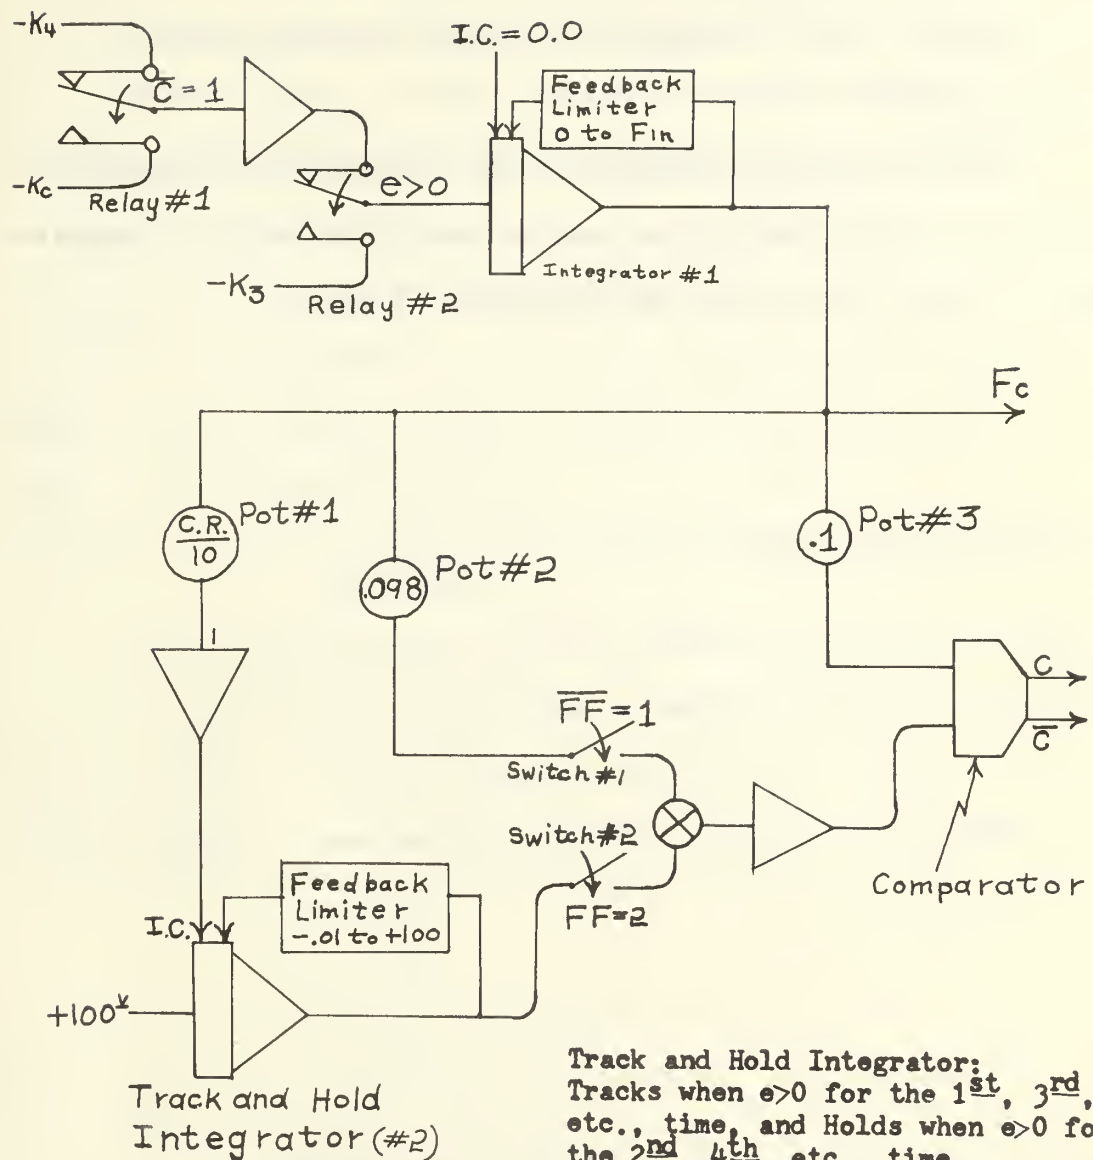 -K4
I.C. = 0.0
C̅ = 1
Feedback
Limiter
0 to Fin
-Kc
Relay #1
e>0
Integrator #1
-K3
Relay #2
Fc
C.R.
10
Pot#1
.098
Pot#2
.1
Pot#3
1
F̅F̅=1
Switch #1
C
C̅
Switch #2
FF=2
Comparator
Feedback
Limiter
-.01 to +100
I.C.
+100v
Track and Hold
Integrator (#2)
Track and Hold Integrator:
Tracks when e>0 for the 1st, 3rd,
etc., time, and Holds when e>0 fo
the 2nd, 4th, etc., time